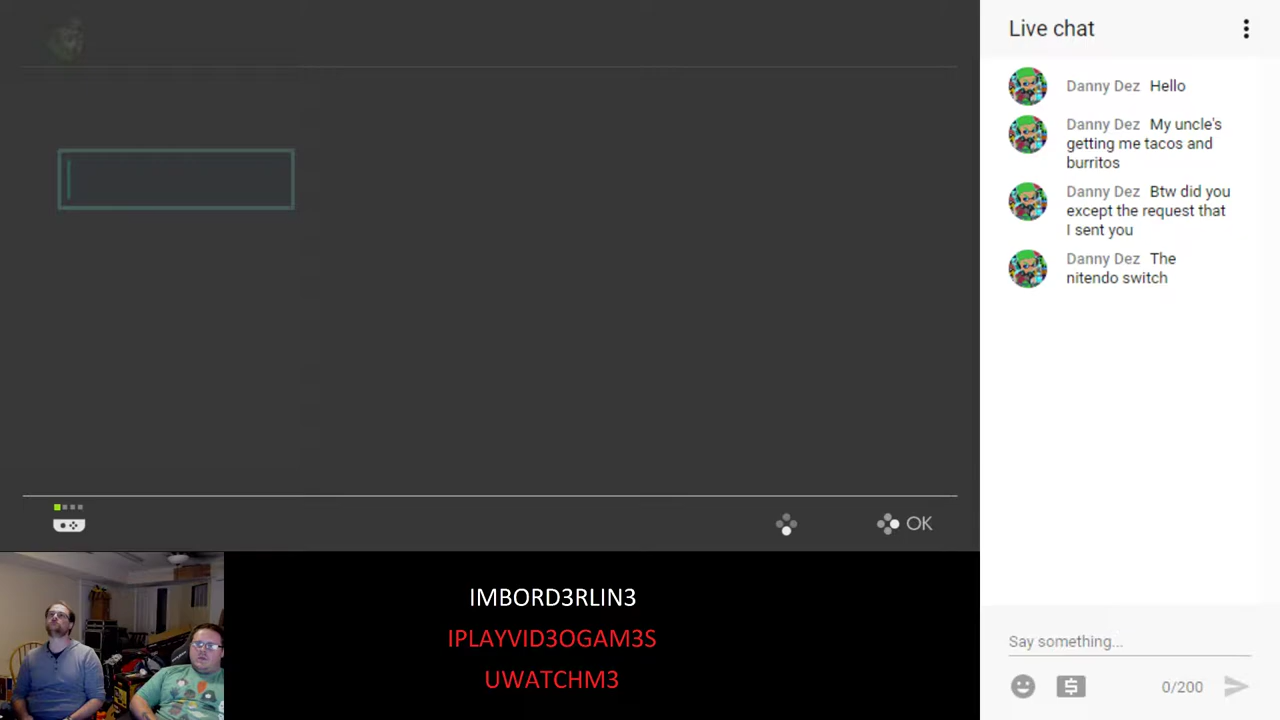 Live chat
Danny Dez Hello
Danny Dez My uncle's
getting me tacos and
burritos
Danny Dez Btw did you
except the request that
I sent you
Danny Dez The
nitendo switch
OK
IMBORD3RLIN3
IPLAYVID3OGAM3S
UWATCHM3
Say something...
0/200